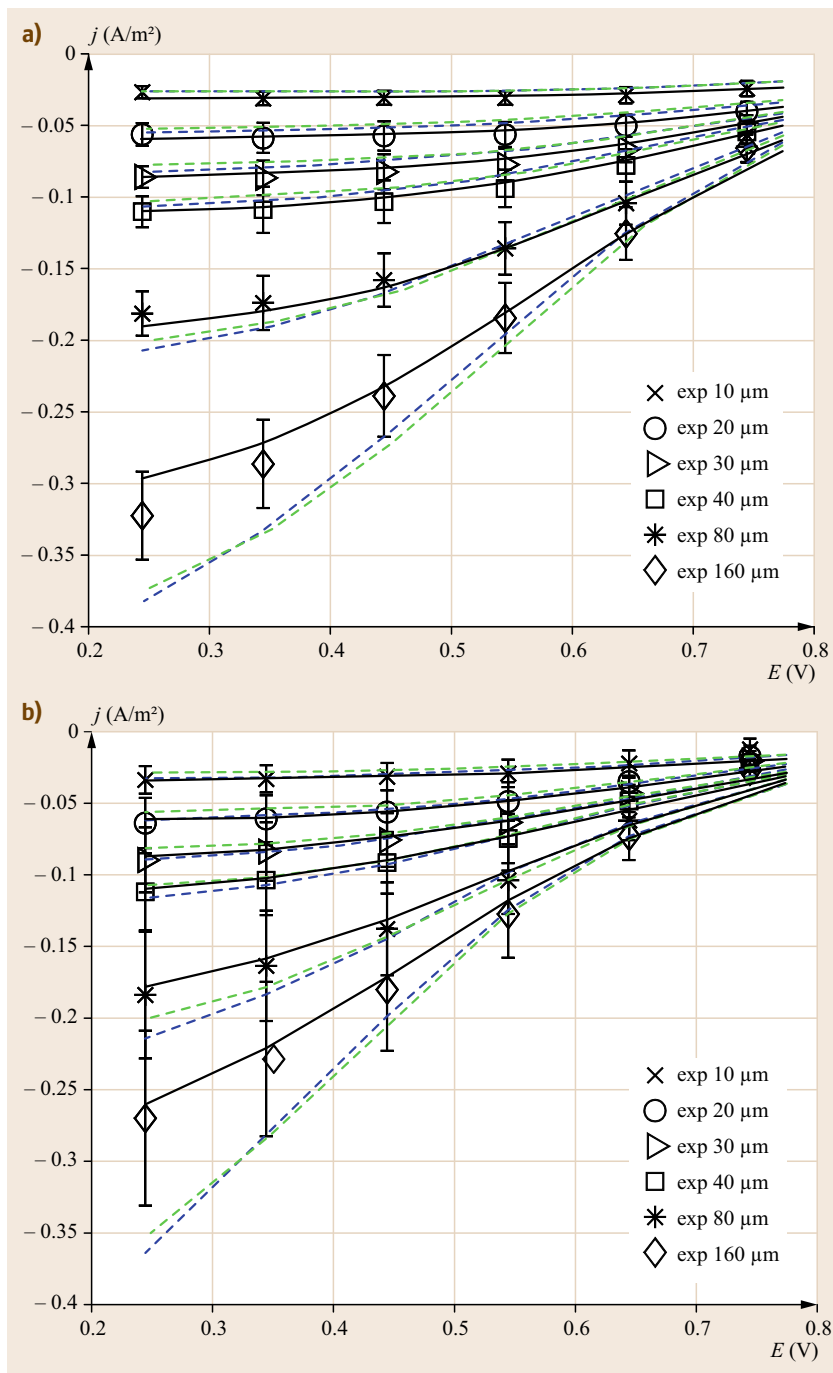 a)
j (A/m²)
0
– 0.05
– 0.1
– 0.15
– 0.2
– 0.25
– 0.3
– 0.35
– 0.4
exp 10 µm
exp 20 µm
exp 30 µm
exp 40 µm
exp 80 µm
exp 160 µm
0.2 0.3 0.4 0.5 0.6 0.7 0.8
E (V)
b)
j (A/m²)
0
– 0.05
– 0.1
– 0.15
– 0.2
– 0.25
– 0.3
– 0.35
– 0.4
exp 10 µm
exp 20 µm
exp 30 µm
exp 40 µm
exp 80 µm
exp 160 µm
0.2 0.3 0.4 0.5 0.6 0.7 0.8
E (V)